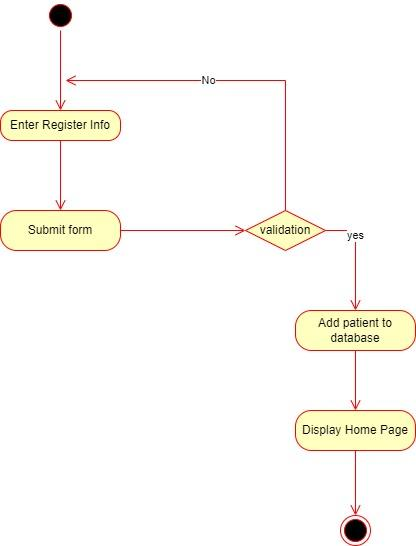 No
Enter Register Info
Submit form
validation
yes
Add patient to
database
Display Home Page